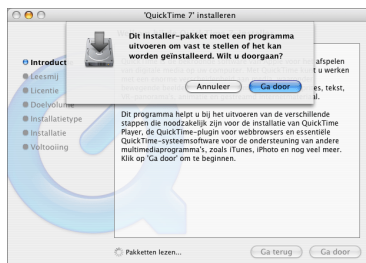 'QuickTime 7' installeren
Dit Installer-pakket moet een programma
uitvoeren om vast te stellen of het kan
worden geïnstalleerd. Wilt u doorgaan?
Annuleer
Ga door
Introduct
Leesmij
Licentie
Doelvolume
Installatietype
Installatie
Voltooiing
afspelen
u werken
es, tekst,
Dit programma helpt u bij het uitvoeren van de verschillende
stappen die noodzakelijk zijn voor de installatie van QuickTime
Player, de QuickTime-plugin voor webbrowsers en essentiële
QuickTime-systeemsoftware voor de ondersteuning van andere
multimediaprogramma's, zoals iTunes, iPhoto en nog veel meer.
Klik op 'Ga door' om te beginnen.
Pakketten lezen...
Ga terug
Ga door